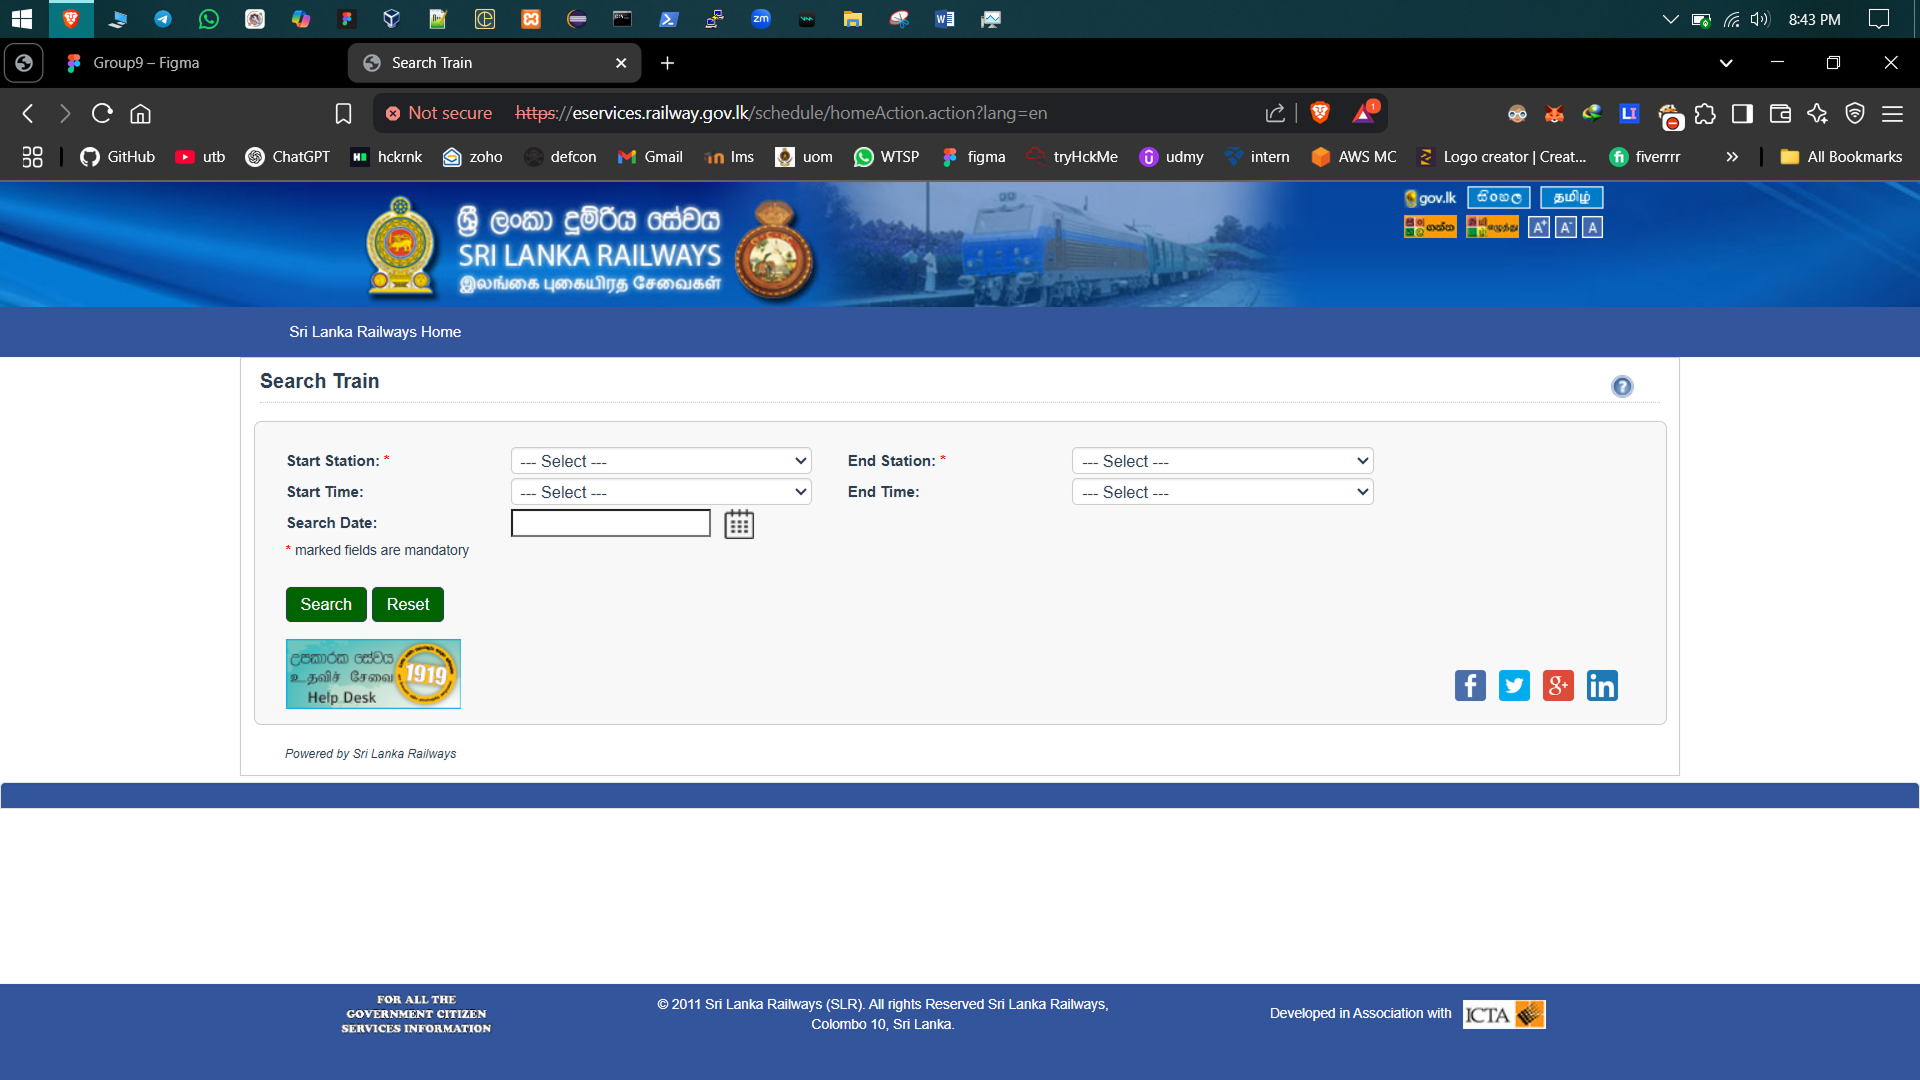 8:43 PM
Group9 – Figma
Search Train
Not secure https://eservices.railway.gov.lk/schedule/homeAction.action?lang=en
GitHub utb ChatGPT hckrnk zoho defcon Gmail lms uom WTSP figma tryHckMe udmy intern AWS MC Logo creator | Creat... fiverrrr » All Bookmarks
ශ්‍රී ලංකා දුම්රිය සේවය
SRI LANKA RAILWAYS
இலங்கை புகையிரத சேவைகள்
gov.lk සිංහල தமிழ்
A+ A- A
Sri Lanka Railways Home
Search Train
Start Station: * --- Select --- End Station: * --- Select ---
Start Time: --- Select --- End Time: --- Select ---
Search Date:
* marked fields are mandatory
Search Reset
උපකාරක සේවය
உதவிச் சேவை
Help Desk
1919
Powered by Sri Lanka Railways
FOR ALL THE
GOVERNMENT CITIZEN
SERVICES INFORMATION
© 2011 Sri Lanka Railways (SLR). All rights Reserved Sri Lanka Railways,
Colombo 10, Sri Lanka.
Developed in Association with ICTA